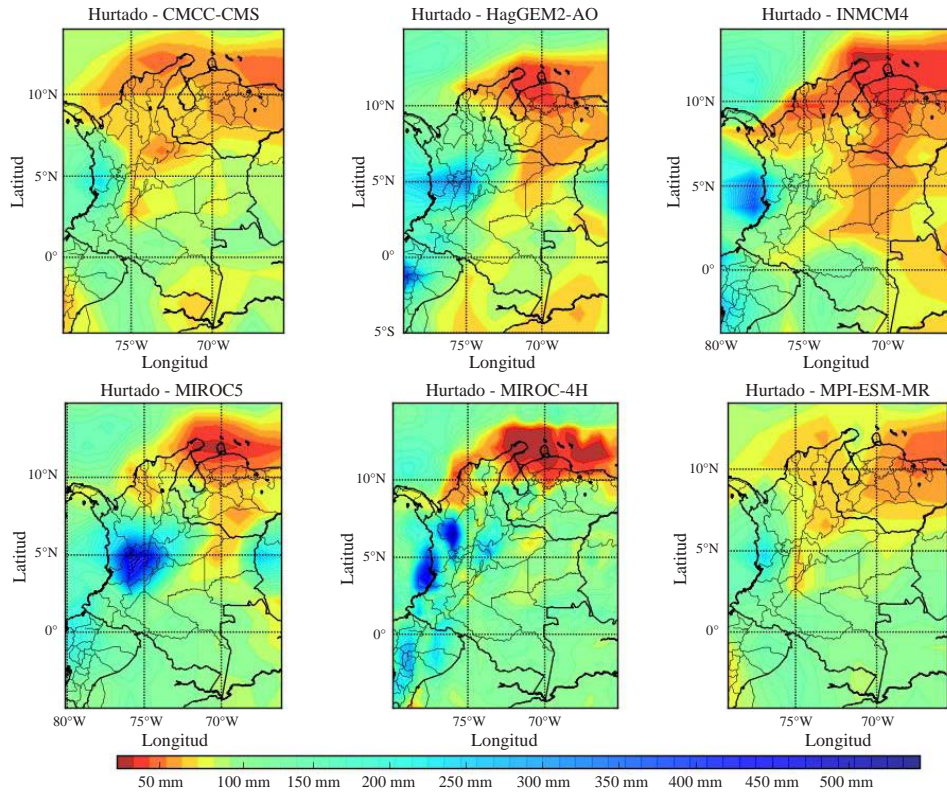 Hurtado - CMCC-CMS
Hurtado - HagGEM2-AO
Hurtado - INMCM4
Latitud
10°N
5°N
0°
75°W 70°W
Longitud
Latitud
10°N
5°N
0°
5°S
75°W 70°W
Longitud
Latitud
10°N
5°N
0°
80°W 75°W 70°W
Longitud
Hurtado - MIROC5
Hurtado - MIROC-4H
Hurtado - MPI-ESM-MR
Latitud
10°N
5°N
0°
80°W 75°W 70°W
Longitud
Latitud
10°N
5°N
0°
75°W 70°W
Longitud
Latitud
10°N
5°N
0°
75°W 70°W
Longitud
50 mm 100 mm 150 mm 200 mm 250 mm 300 mm 350 mm 400 mm 450 mm 500 mm